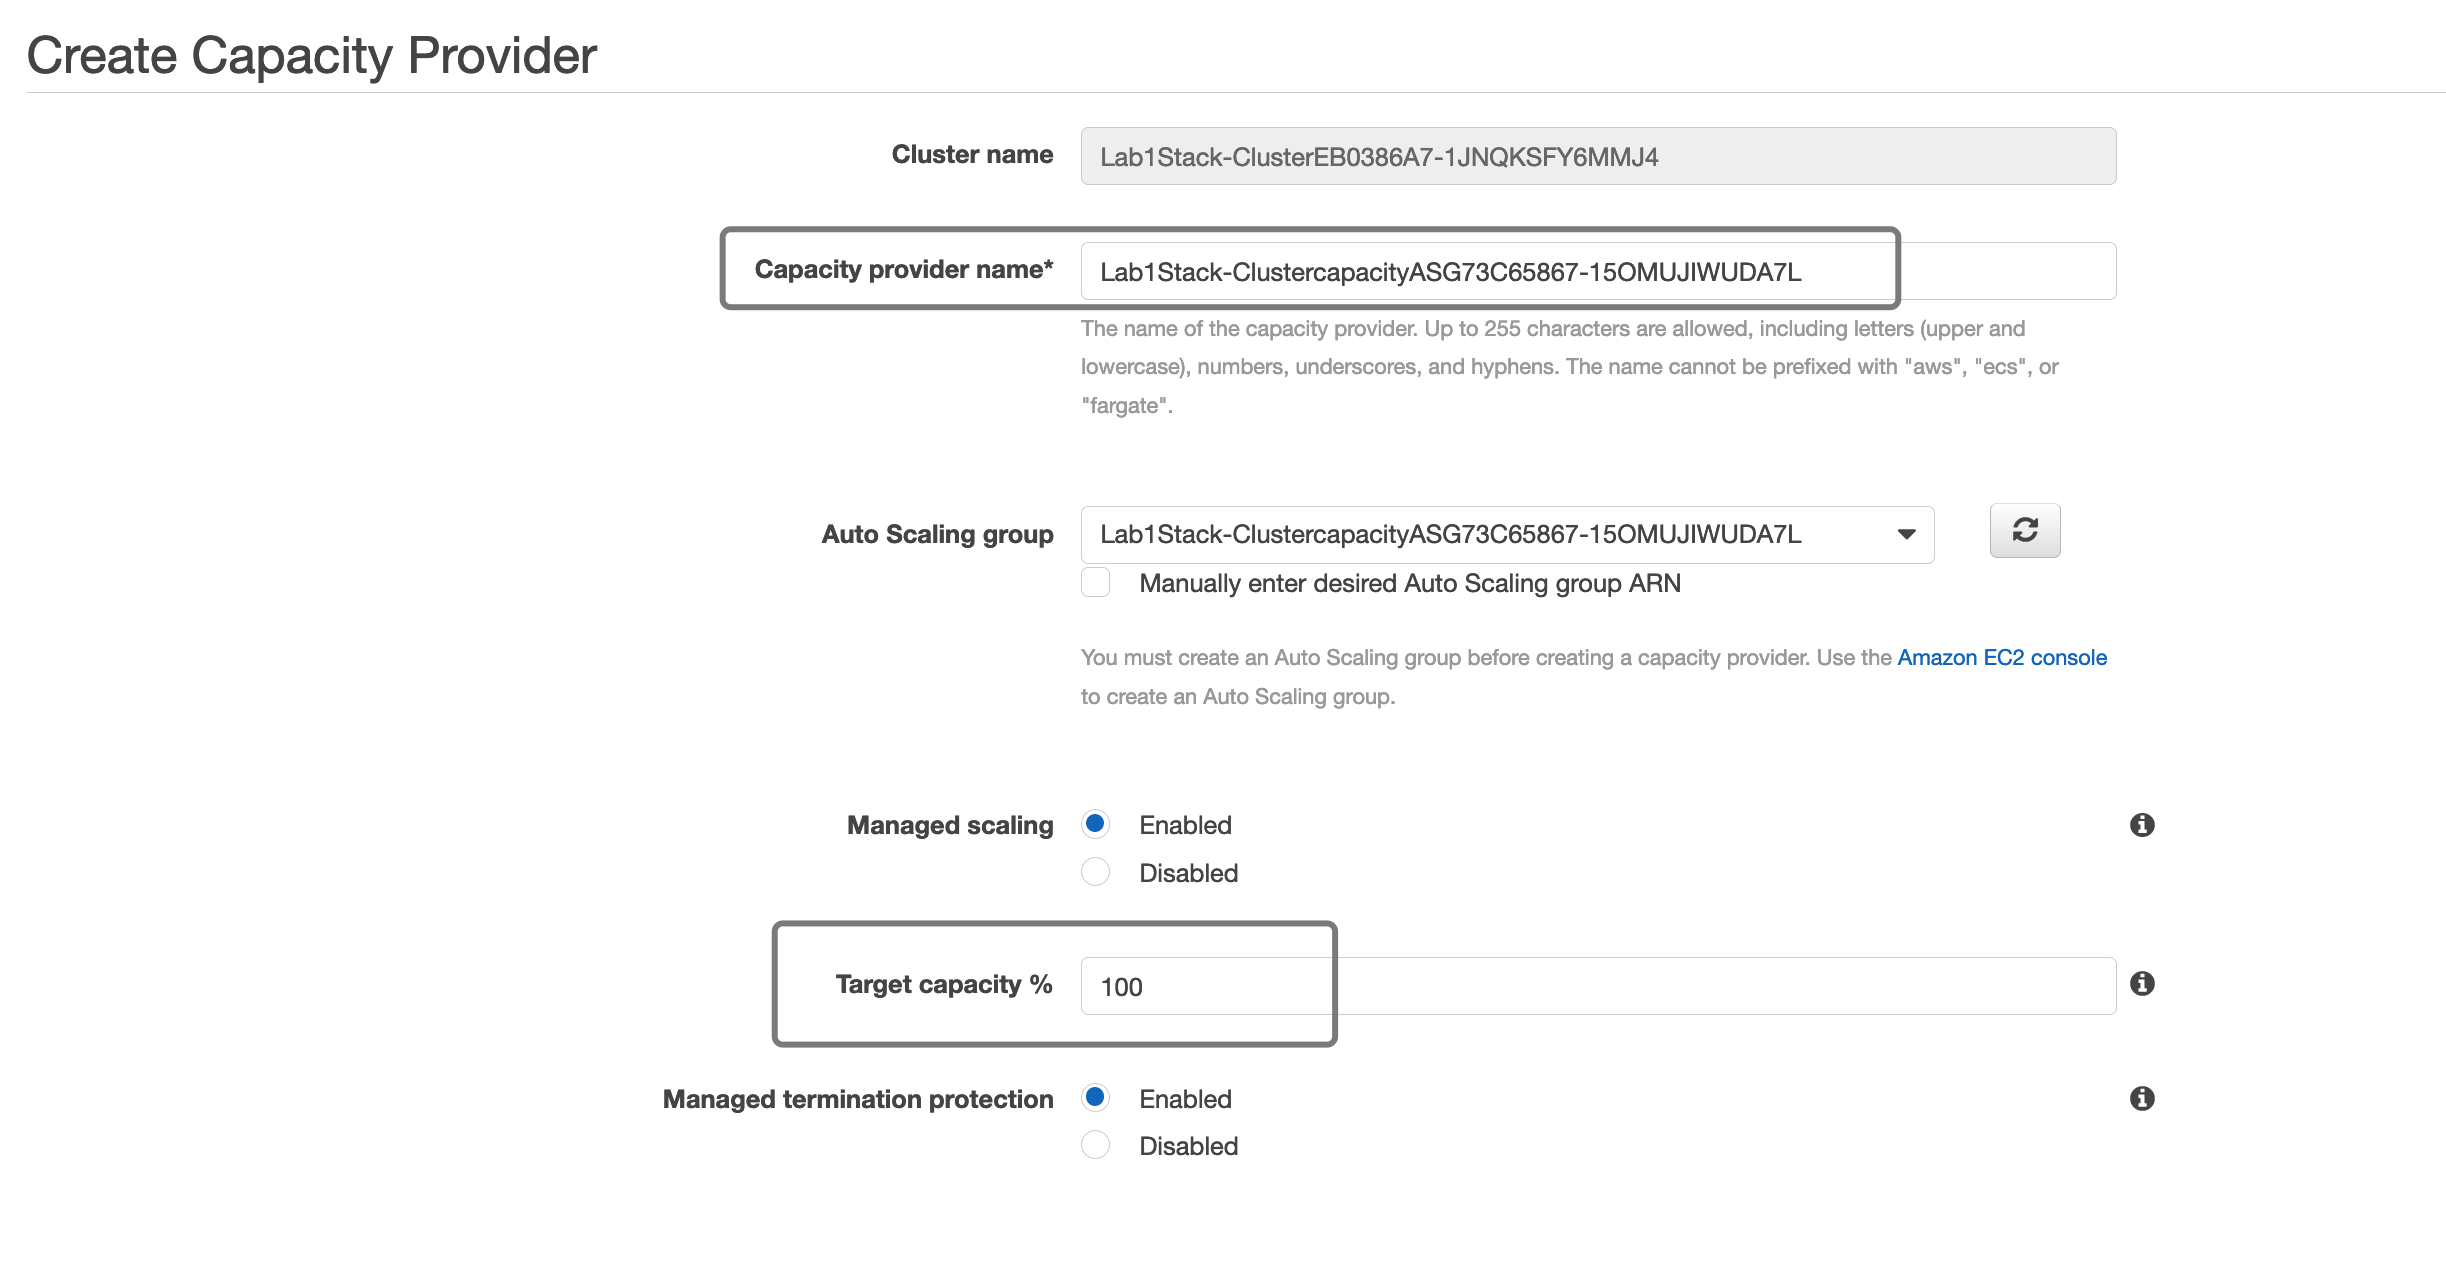 Create Capacity Provider
Cluster name
Lab1Stack-ClusterEB0386A7-1JNQKSFY6MMJ4
Capacity provider name*
Lab1Stack-ClustercapacityASG73C65867-15OMUJIWUDA7L
The name of the capacity provider. Up to 255 characters are allowed, including letters (upper and
lowercase), numbers, underscores, and hyphens. The name cannot be prefixed with "aws", "ecs", or
"fargate".
Auto Scaling group
Lab1Stack-ClustercapacityASG73C65867-15OMUJIWUDA7L
Manually enter desired Auto Scaling group ARN
You must create an Auto Scaling group before creating a capacity provider. Use the Amazon EC2 console
to create an Auto Scaling group.
Managed scaling
Enabled
Disabled
Target capacity %
100
Managed termination protection
Enabled
Disabled